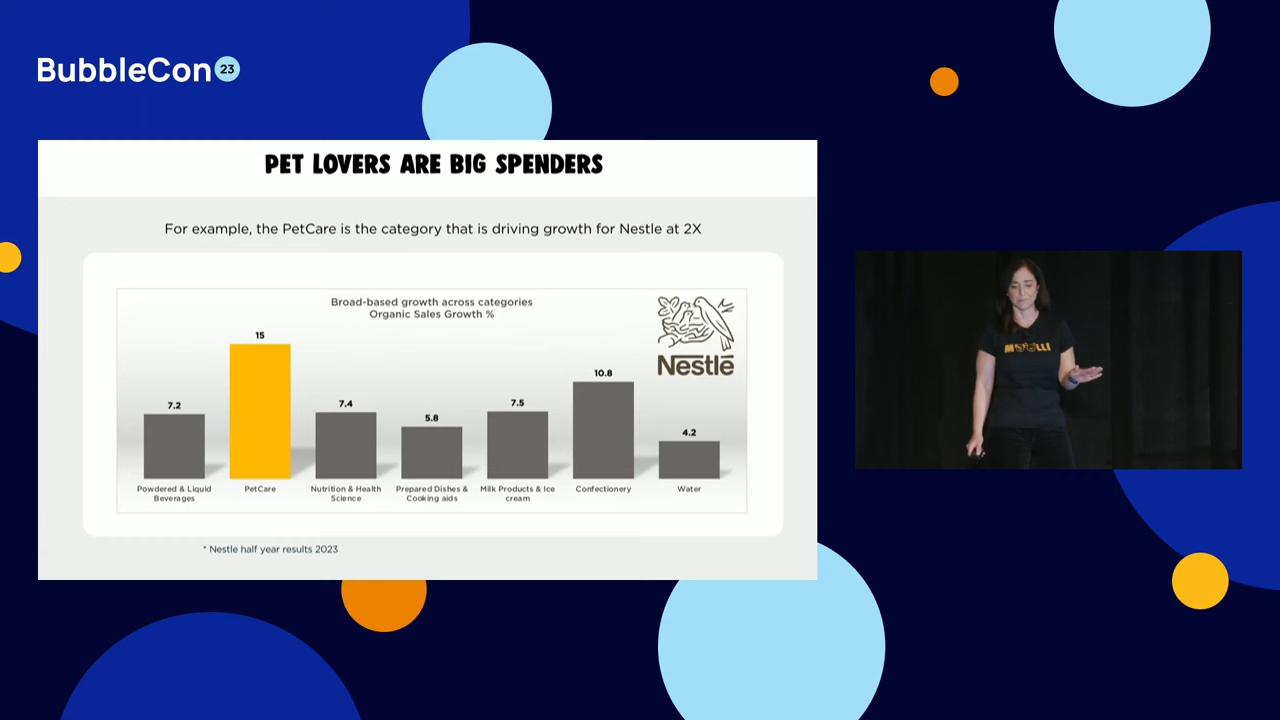 BubbleCon 23
PET LOVERS ARE BIG SPENDERS
For example, the PetCare is the category that is driving growth for Nestle at 2X
Broad-based growth across categories
Organic Sales Growth %
Nestlé
15
10.8
7.2
7.4
7.5
5.8
4.2
Powdered & Liquid
Beverages
PetCare
Nutrition & Health
Science
Prepared Dishes &
Cooking aids
Milk Products & Ice
cream
Confectionery
Water
* Nestle half year results 2023